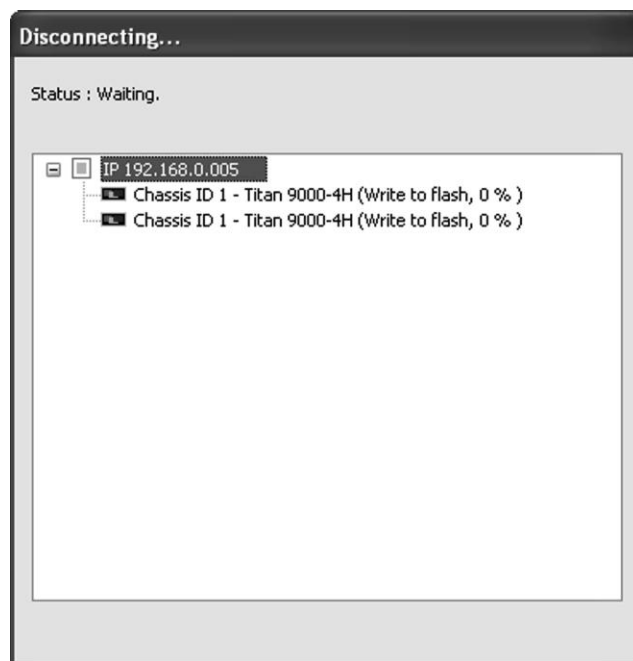 Disconnecting...
Status : Waiting.
IP 192.168.0.005
Chassis ID 1 - Titan 9000-4H (Write to flash, 0 % )
Chassis ID 1 - Titan 9000-4H (Write to flash, 0 % )